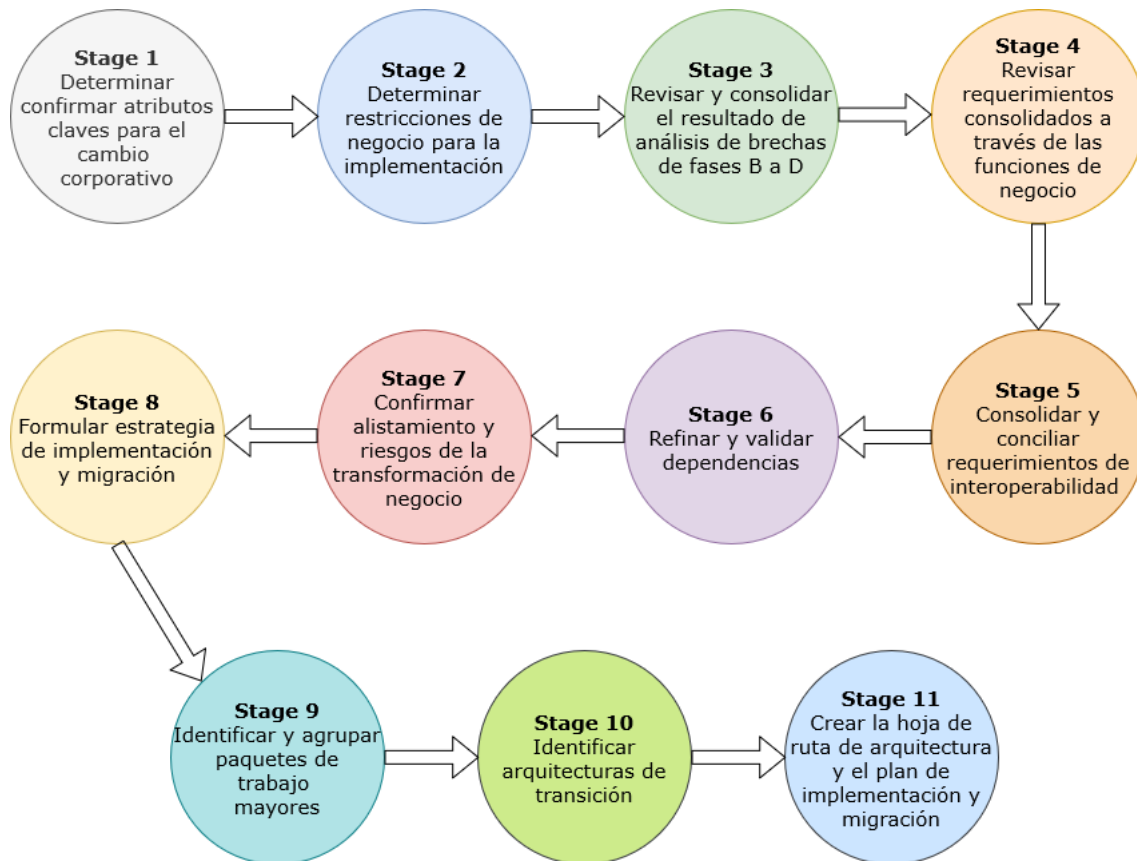 Stage 1
Determinar
confirmar atributos
claves para el
cambio
corporativo
Stage 2
Determinar
restricciones de
negocio para la
implementación
Stage 3
Revisar y consolidar
el resultado de
análisis de brechas
de fases B a D
Stage 4
Revisar
requerimientos
consolidados a
través de las
funciones de
negocio
Stage 5
Consolidar y
conciliar
requerimientos de
interoperabilidad
Stage 6
Refinar y validar
dependencias
Stage 7
Confirmar
alistamiento y
riesgos de la
transformación de
negocio
Stage 8
Formular estrategia
de implementación
y migración
Stage 9
Identificar y agrupar
paquetes de
trabajo
mayores
Stage 10
Identificar
arquitecturas de
transición
Stage 11
Crear la hoja de
ruta de arquitectura
y el plan de
implementación y
migración